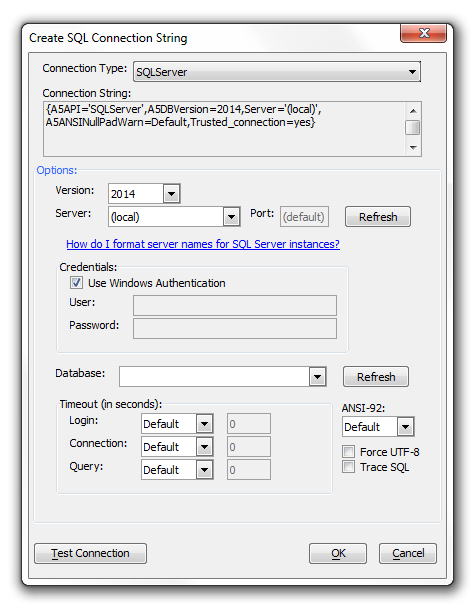 Create SQL Connection String
Connection Type: SQLServer
Connection String:
{A5API='SQLServer',A5DBVersion=2014,Server='(local)',
A5ANSINullPadWarn=Default,Trusted_connection=yes}
Options:
Version: 2014
Server: (local) Port: (default) Refresh
How do I format server names for SQL Server instances?
Credentials:
Use Windows Authentication
User:
Password:
Database: Refresh
Timeout (in seconds): ANSI-92:
Login: Default 0 Default
Connection: Default 0 Force UTF-8
Query: Default 0 Trace SQL
Test Connection OK Cancel